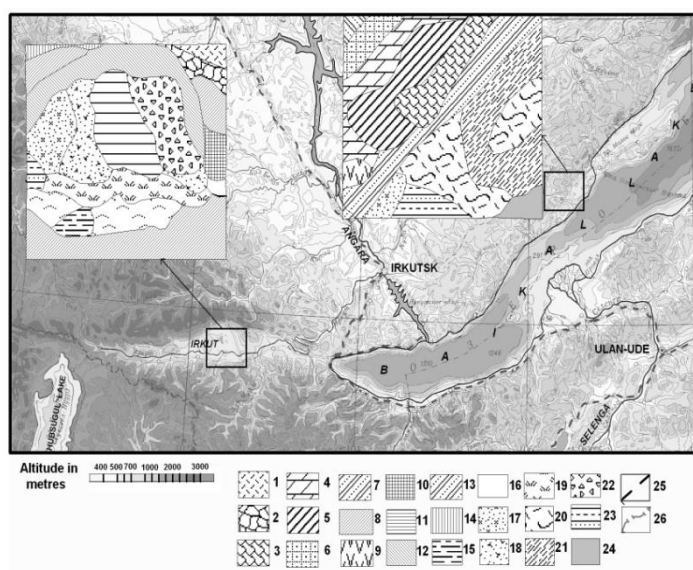 ANGARA
IRKUTSK
IRKUT
HUBSUGUL LAKE
B A I K A L L A K E
ULAN-UDE
SELENGA
Altitude in
metres
400 500 700 1000 2000 3000
1 4 7 10 13 16 19 22 25
2 5 8 11 14 17 20 23 26
3 6 9 12 15 18 21 24